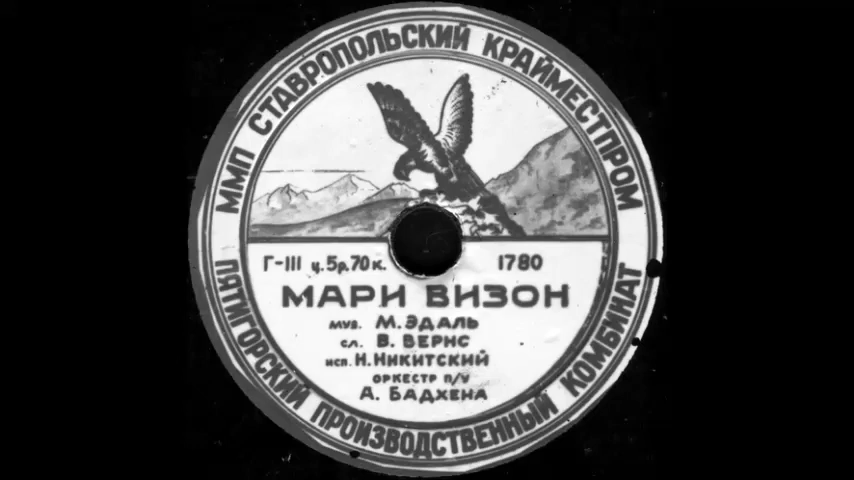 ММП СТАВРОПОЛЬСКИЙ КРАЙМЕСТПРОМ
Г-III ц. 5р. 70к. 1780
МАРИ ВИЗОН
муз. М. ЭДАЛЬ
сл. В. ВЕРНС
исп. Н. НИКИТСКИЙ
ОРКЕСТР П/У
А. БАДХЕНА
ПЯТИГОРСКИЙ ПРОИЗВОДСТВЕННЫЙ КОМБИНАТ